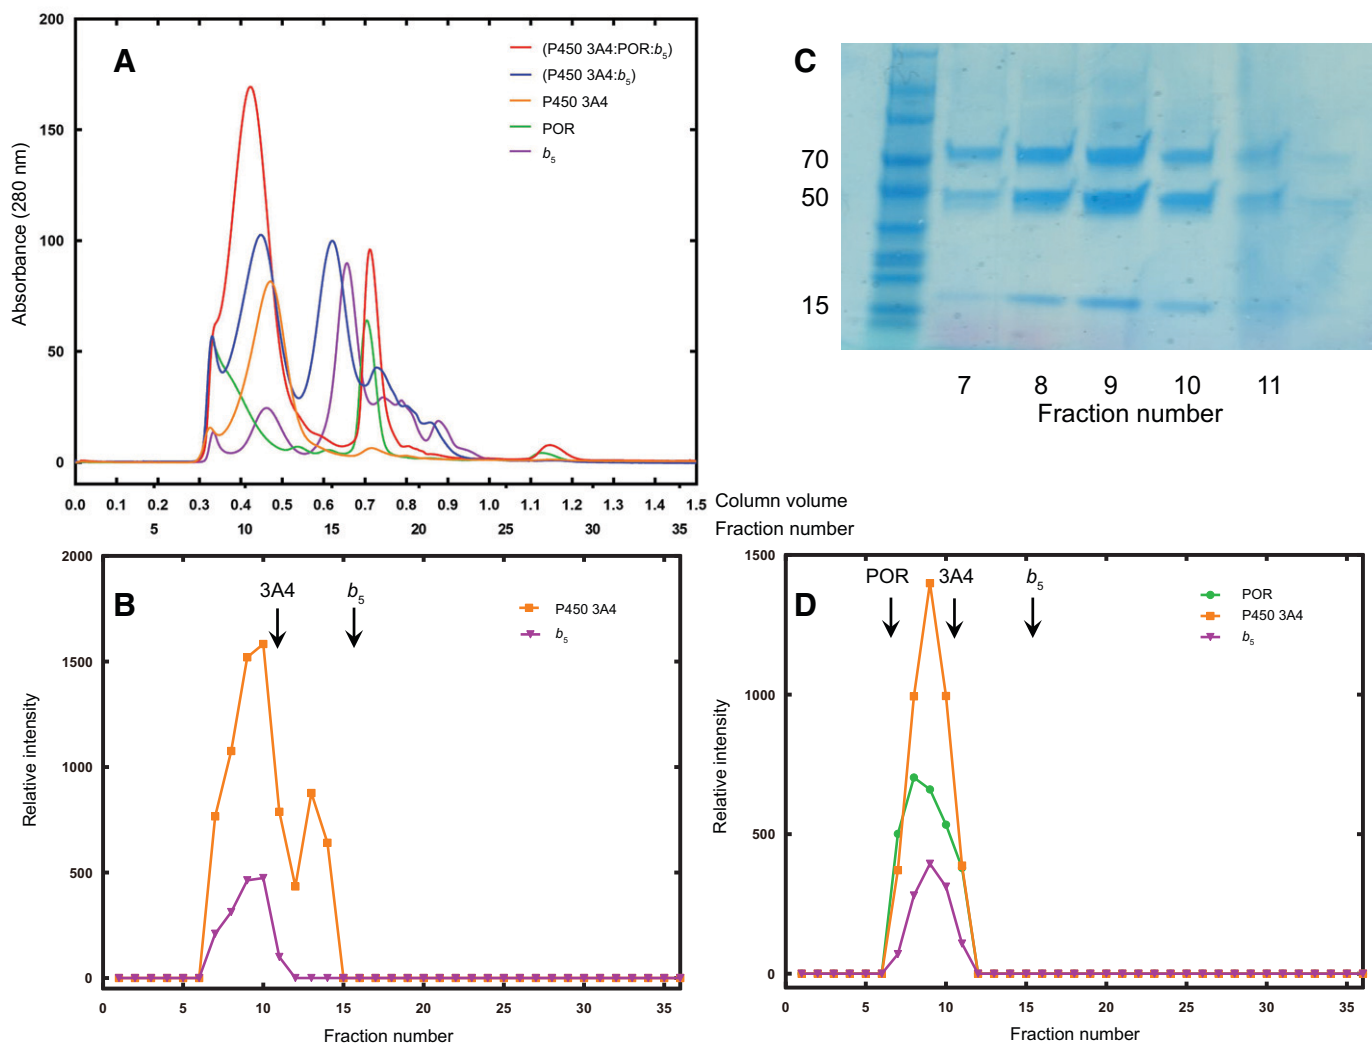 A
200
150
100
50
0
Absorbance (280 nm)
(P450 3A4:POR:b5)
(P450 3A4:b5)
P450 3A4
POR
b5
0.0 0.1 0.2 0.3 0.4 0.5 0.6 0.7 0.8 0.9 1.0 1.1 1.2 1.3 1.4 1.5 Column volume
5 10 15 20 25 30 35 Fraction number
C
70
50
15
7 8 9 10 11
Fraction number
B
2000
1500
1000
500
0
Relative intensity
3A4 b5
P450 3A4
b5
0 5 10 15 20 25 30 35
Fraction number
D
1500
1000
500
0
Relative intensity
POR 3A4 b5
POR
P450 3A4
b5
0 5 10 15 20 25 30 35
Fraction number